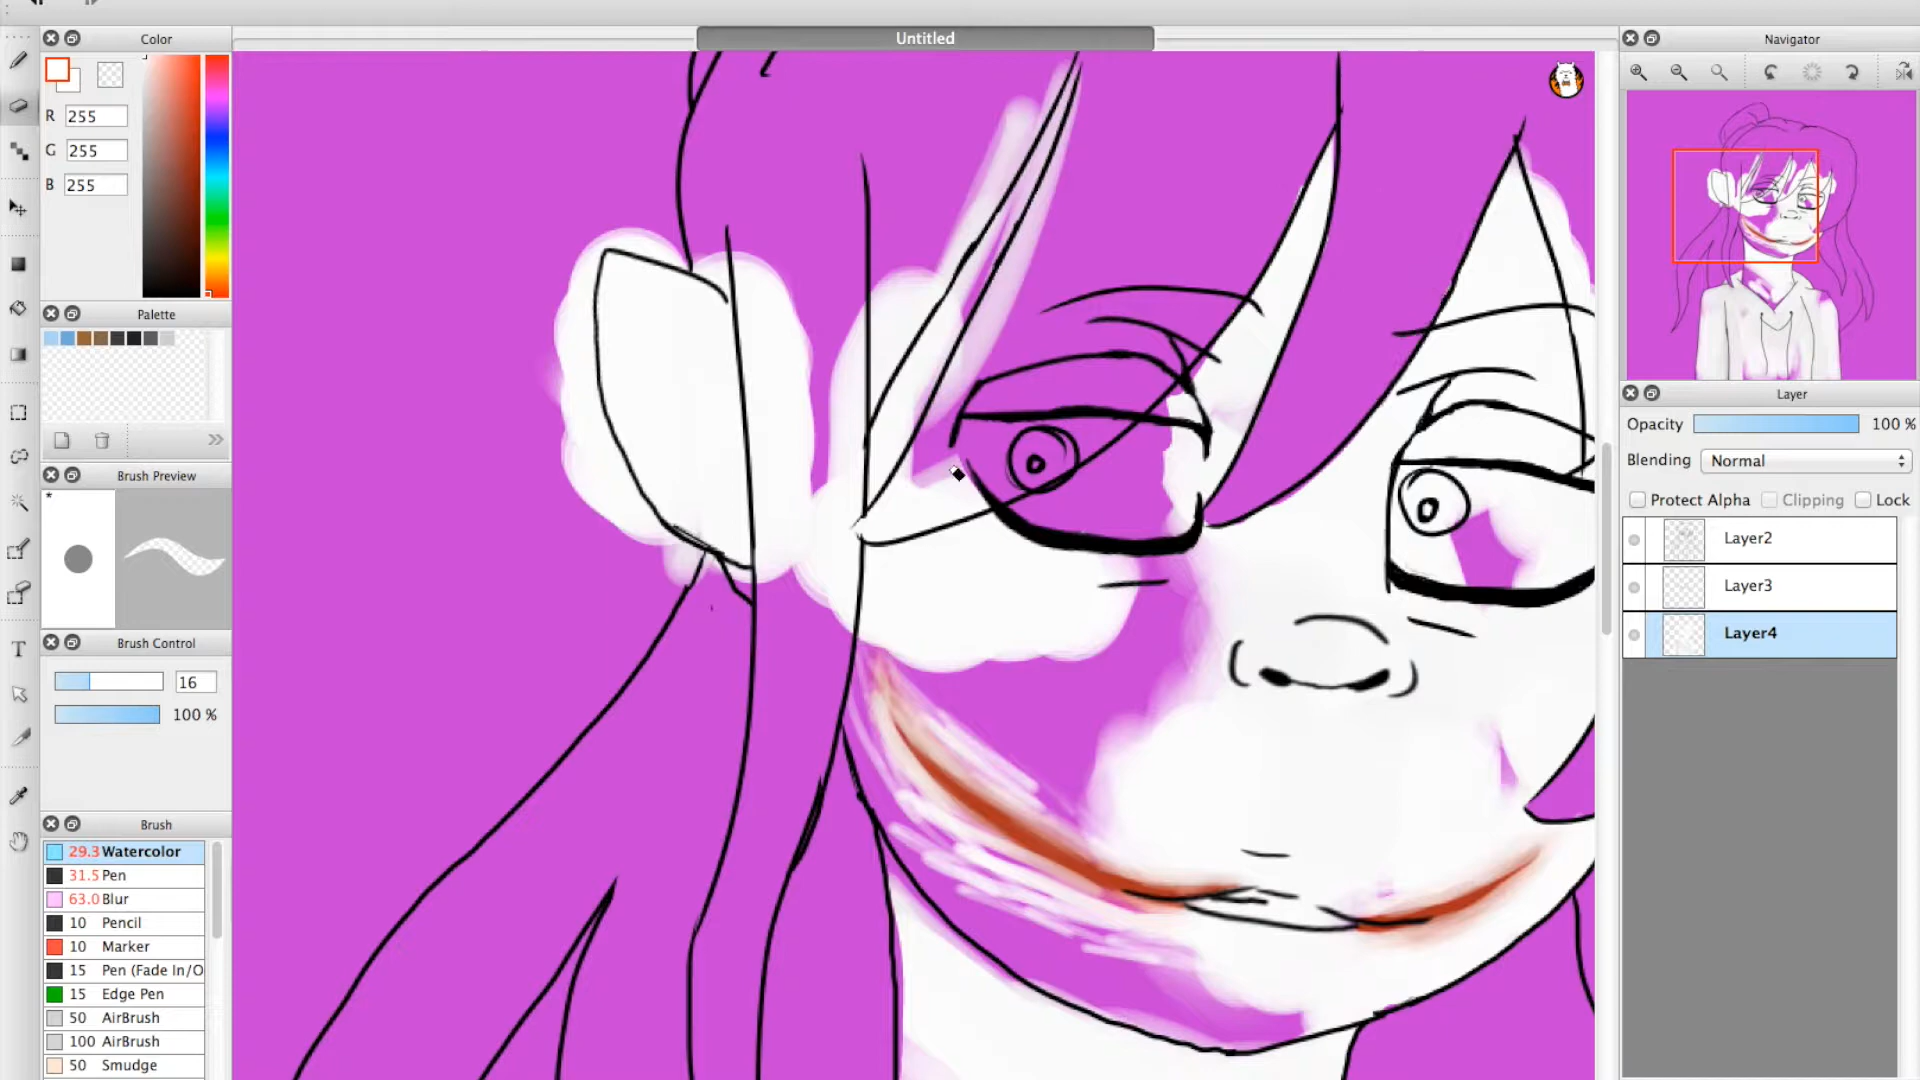 Color
Untitled
Navigator
R 255
G 255
B 255
Palette
Layer
Opacity 100 %
Blending Normal
Brush Preview
*
Protect Alpha Clipping Lock
Layer2
Layer3
Layer4
Brush Control
16
100 %
T
Brush
29.3 Watercolor
31.5 Pen
63.0 Blur
10 Pencil
10 Marker
15 Pen (Fade In/O
15 Edge Pen
50 AirBrush
100 AirBrush
50 Smudge